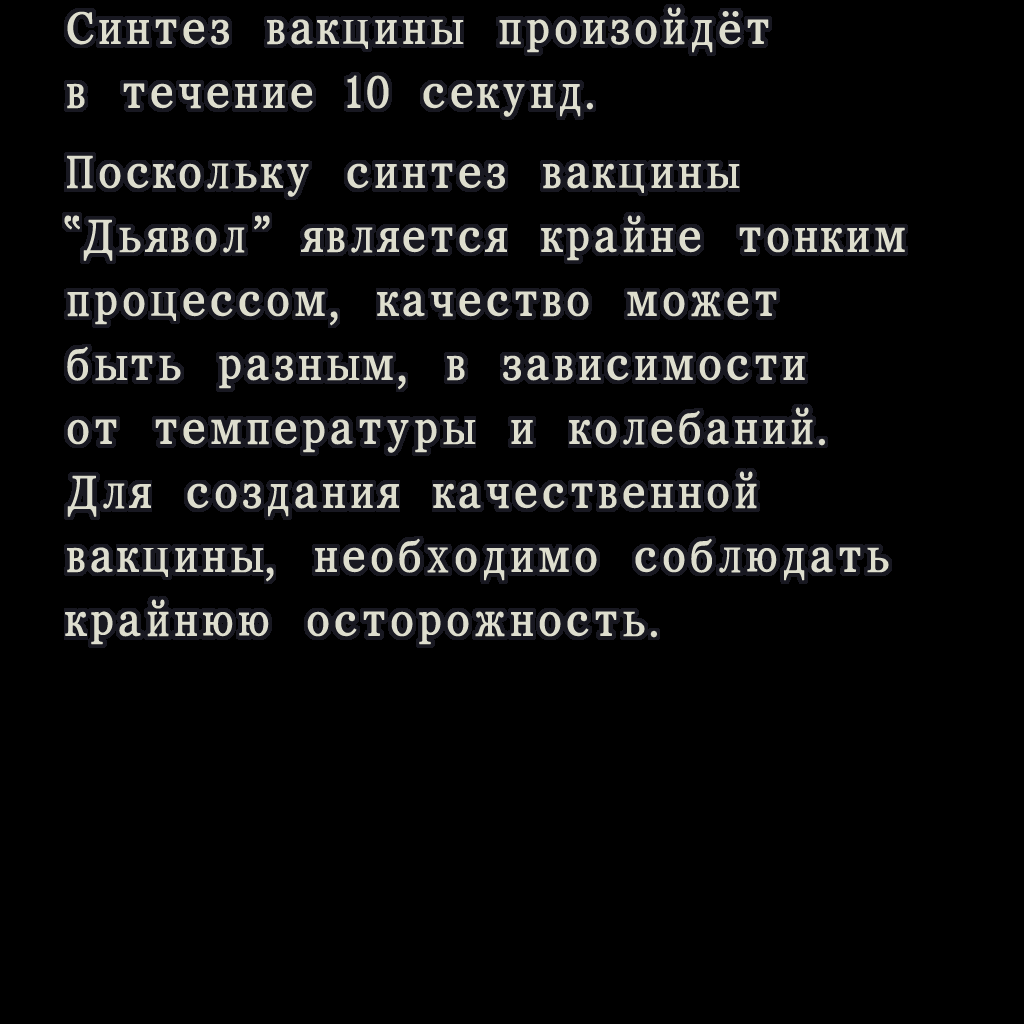 Синтез вакцины произойдёт
в течение 10 секунд.
Поскольку синтез вакцины
“Дьявол” является крайне тонким
процессом, качество может
быть разным, в зависимости
от температуры и колебаний.
Для создания качественной
вакцины, необходимо соблюдать
крайнюю осторожность.